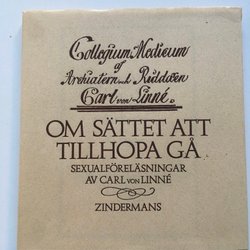 Collegium Medicum
af
Archiatern och Riddaren
Carl von Linné.
OM SÄTTET ATT
TILLHOPA GÅ
SEXUALFÖRELÄSNINGAR
AV CARL VON LINNÉ
ZINDERMANS